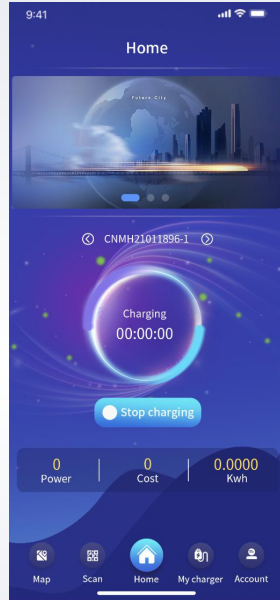 9:41
Home
Future City
CNMH21011896-1
Charging
00:00:00
Stop charging
0 0 0.0000
Power Cost Kwh
Map Scan Home My charger Account